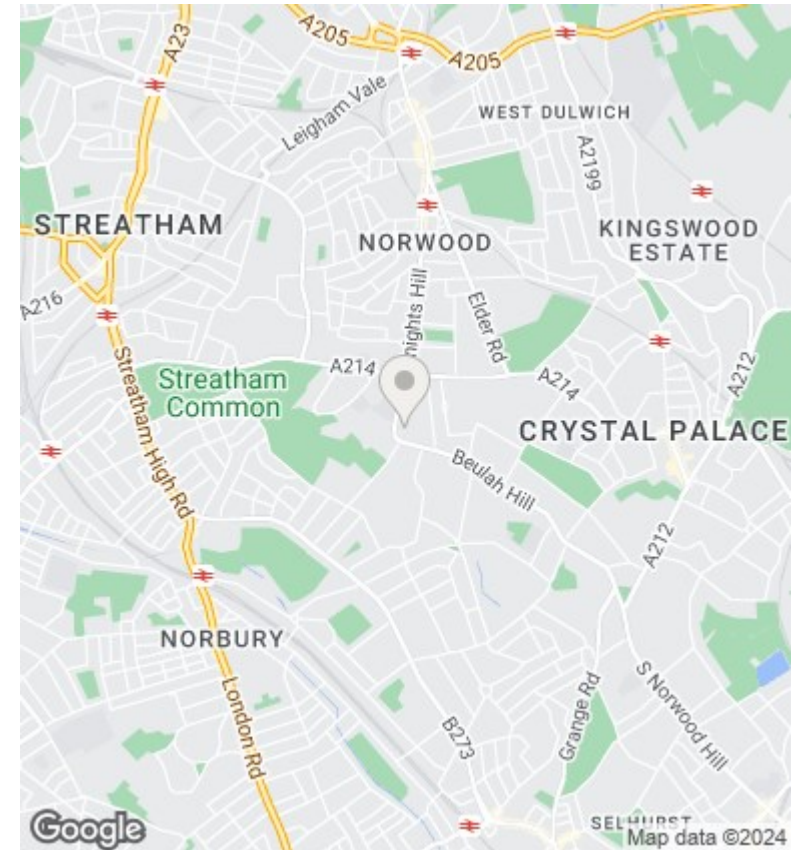 A205
A23
A205
Leigham Vale
WEST DULWICH
A2199
STREATHAM
NORWOOD
KINGSWOOD
ESTATE
A216
nights Hill
Elder Rd
Streatham
Common
A214
A214
A212
Streatham High Rd
CRYSTAL PALACE
Beulah Hill
A212
NORBURY
London Rd
Grange Rd
S Norwood Hill
B273
SELHURST
Google
Map data ©2024